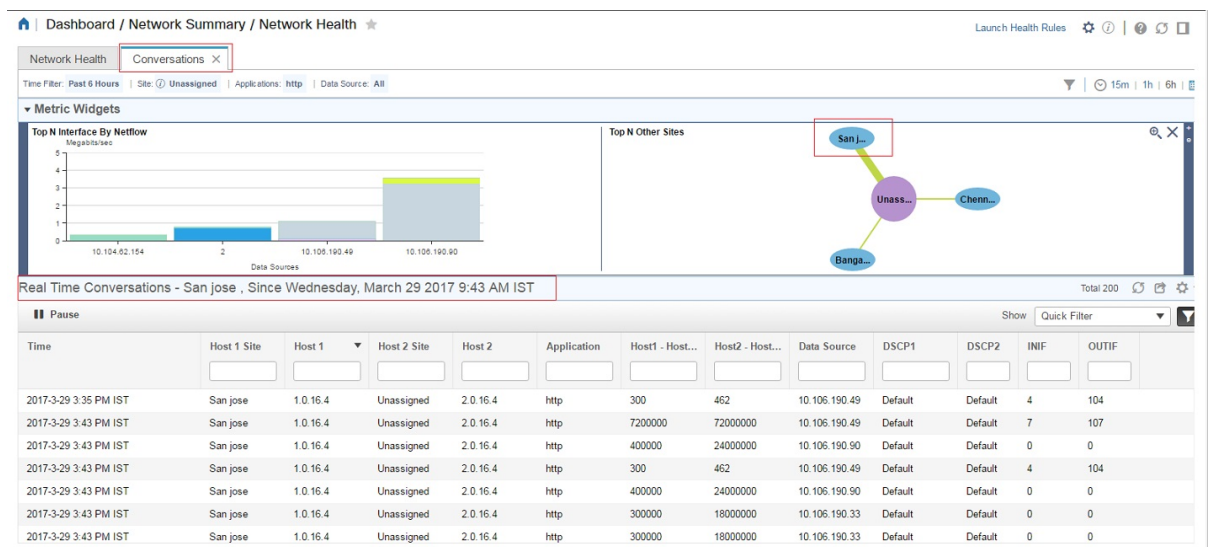 Dashboard / Network Summary / Network Health
Launch Health Rules
Network Health
Conversations ×
Time Filter: Past 6 Hours | Site: Unassigned | Applications: http | Data Source: All
15m | 1h | 6h |
Metric Widgets
Top N Interface By Netflow
Megabits/sec
5
4
3
2
1
0
10.104.62.154 2 10.106.190.49 10.106.190.90
Data Sources
Top N Other Sites
San j...
Unass...
Chenn...
Banga...
Real Time Conversations - San jose , Since Wednesday, March 29 2017 9:43 AM IST
Total 200
Pause
Show Quick Filter
Time Host 1 Site Host 1 Host 2 Site Host 2 Application Host1 - Host... Host2 - Host... Data Source DSCP1 DSCP2 INIF OUTIF
2017-3-29 3:35 PM IST San jose 1.0.16.4 Unassigned 2.0.16.4 http 300 462 10.106.190.49 Default Default 4 104
2017-3-29 3:43 PM IST San jose 1.0.16.4 Unassigned 2.0.16.4 http 7200000 72000000 10.106.190.49 Default Default 7 107
2017-3-29 3:43 PM IST San jose 1.0.16.4 Unassigned 2.0.16.4 http 400000 24000000 10.106.190.90 Default Default 0 0
2017-3-29 3:43 PM IST San jose 1.0.16.4 Unassigned 2.0.16.4 http 300 462 10.106.190.49 Default Default 4 104
2017-3-29 3:43 PM IST San jose 1.0.16.4 Unassigned 2.0.16.4 http 400000 24000000 10.106.190.90 Default Default 0 0
2017-3-29 3:43 PM IST San jose 1.0.16.4 Unassigned 2.0.16.4 http 300000 18000000 10.106.190.33 Default Default 0 0
2017-3-29 3:43 PM IST San jose 1.0.16.4 Unassigned 2.0.16.4 http 300000 18000000 10.106.190.33 Default Default 0 0